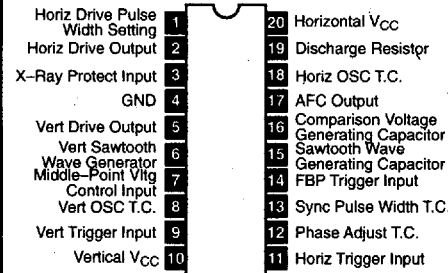 Horiz Drive Pulse
Width Setting 1
Horiz Drive Output 2
X–Ray Protect Input 3
GND 4
Vert Drive Output 5
Vert Sawtooth
Wave Generator 6
Middle–Point Vltg
Control Input 7
Vert OSC T.C. 8
Vert Trigger Input 9
Vertical VCC 10
20 Horizontal VCC
19 Discharge Resistor
18 Horiz OSC T.C.
17 AFC Output
16 Comparison Voltage
Generating Capacitor
15 Sawtooth Wave
Generating Capacitor
14 FBP Trigger Input
13 Sync Pulse Width T.C.
12 Phase Adjust T.C.
11 Horiz Trigger Input